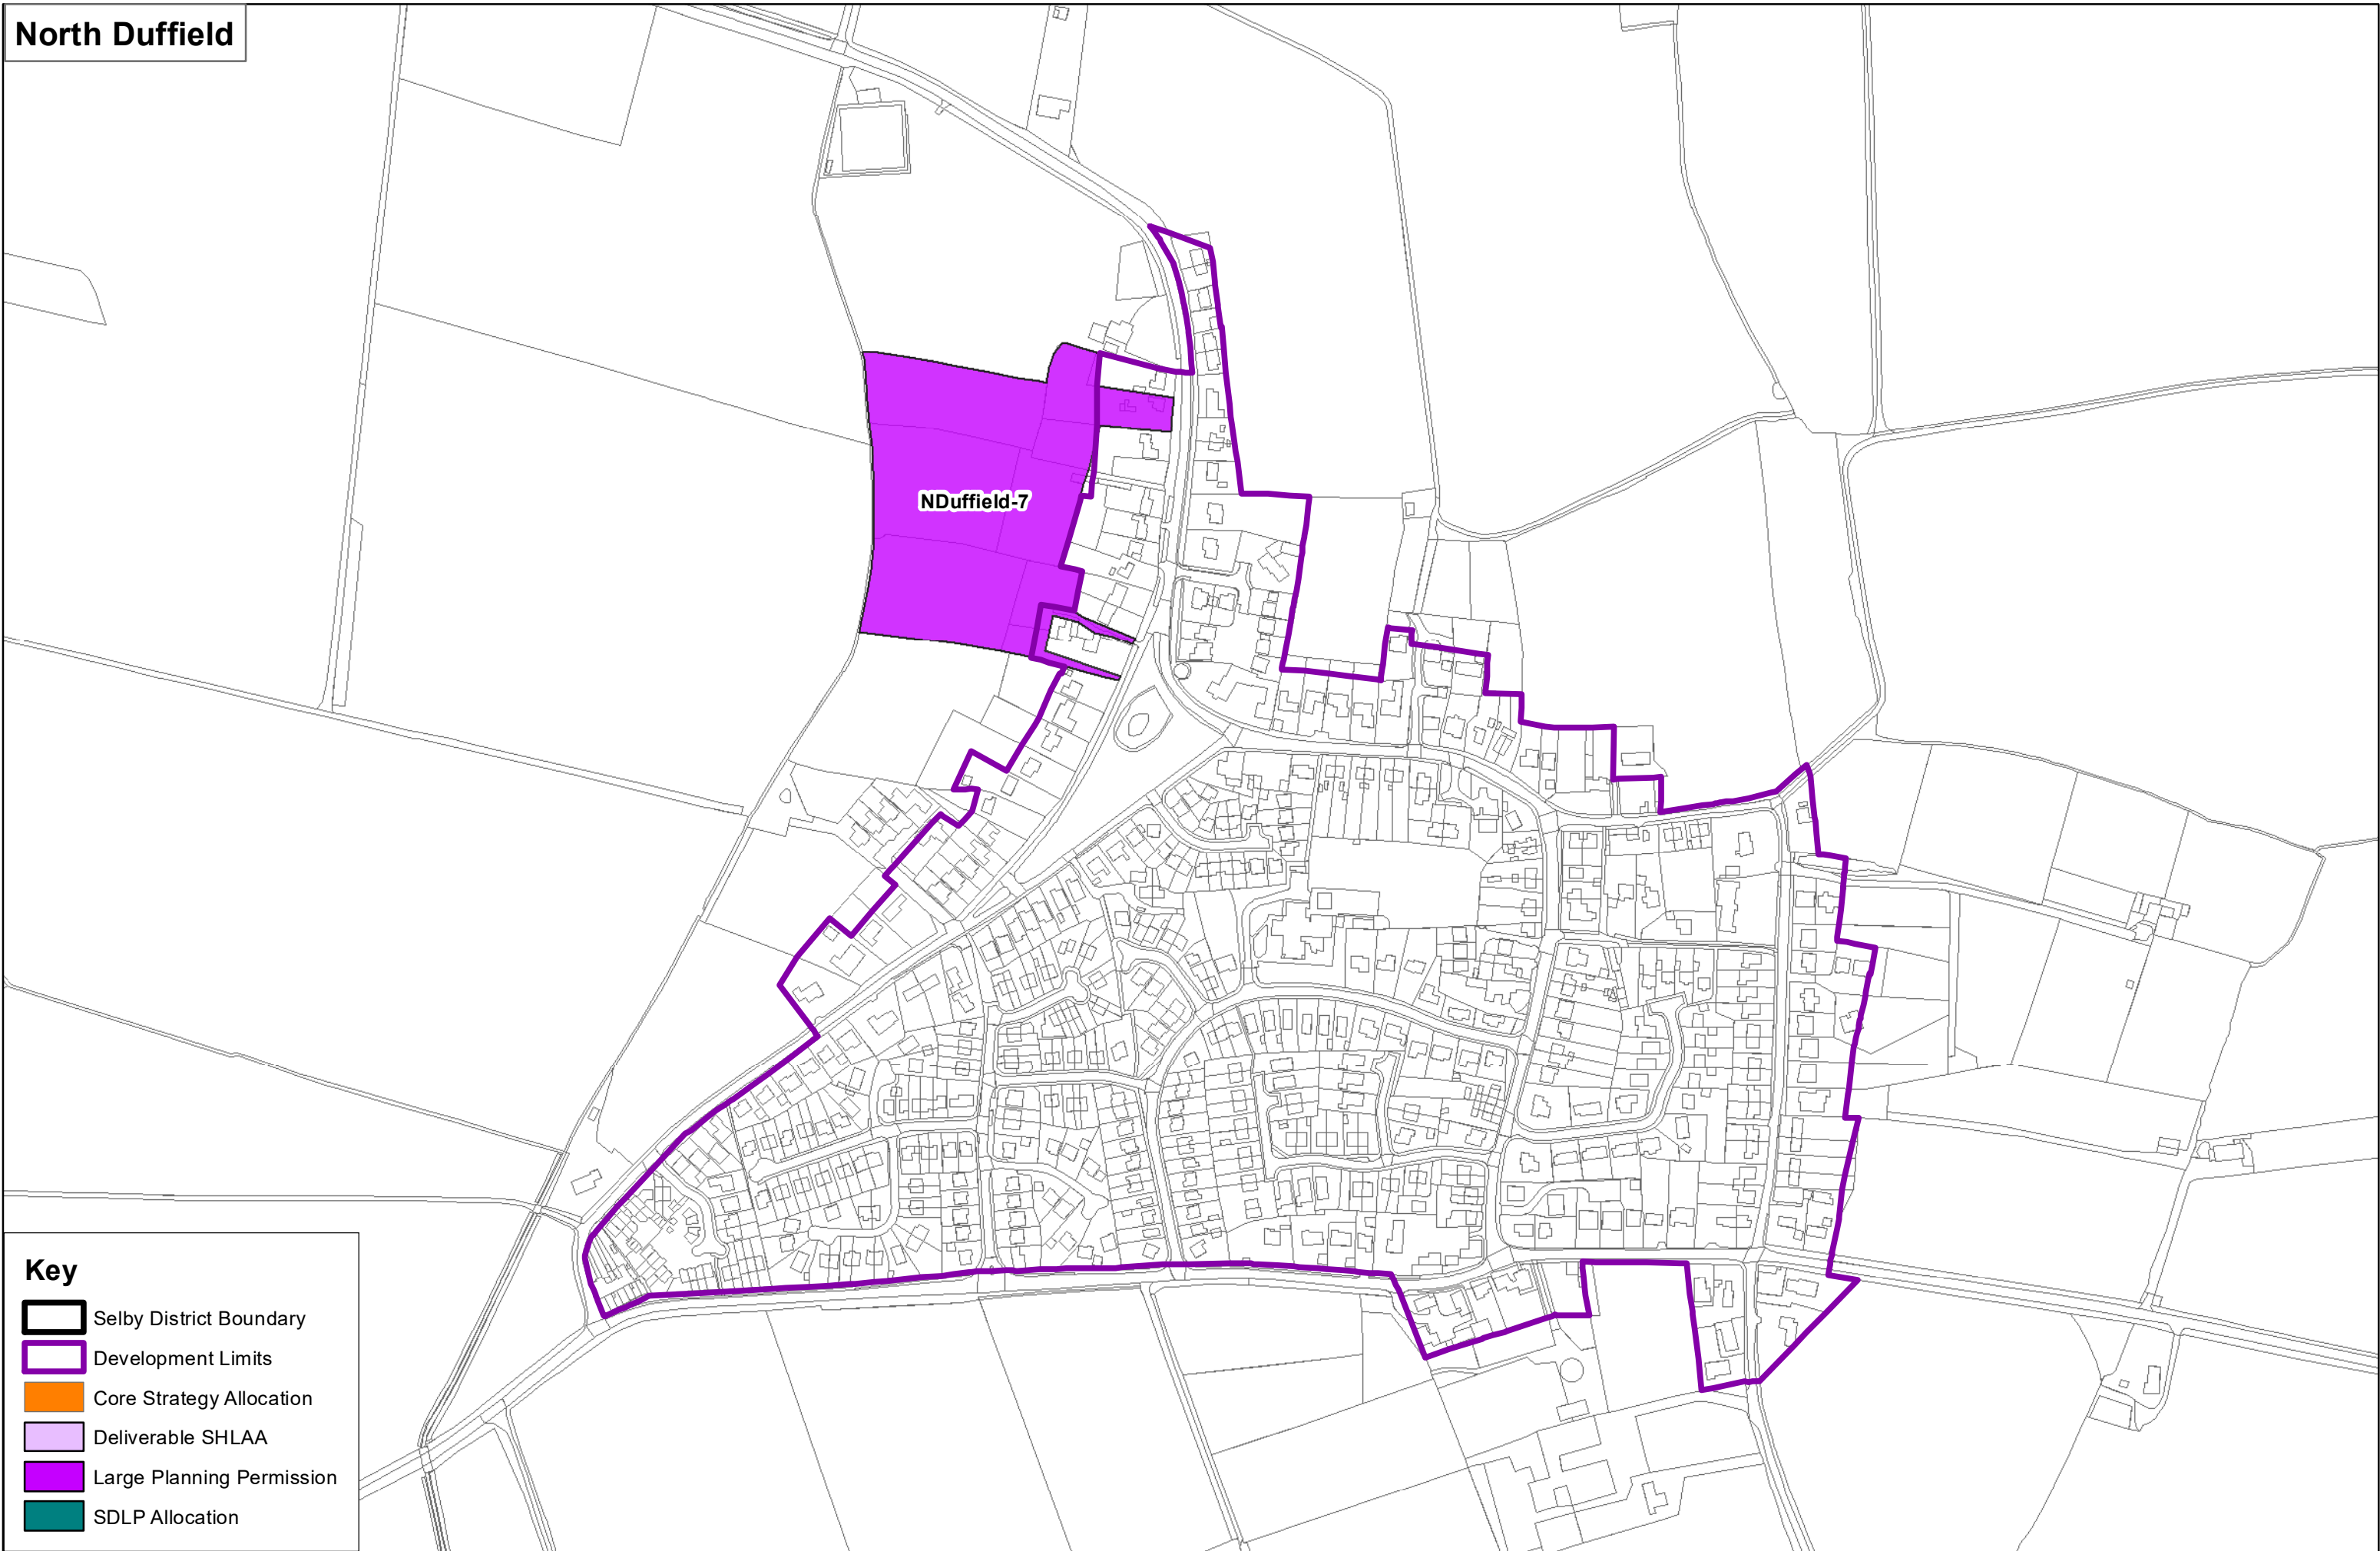 North Duffield
NDuffield-7
Key
Selby District Boundary
Development Limits
Core Strategy Allocation
Deliverable SHLAA
Large Planning Permission
SDLP Allocation